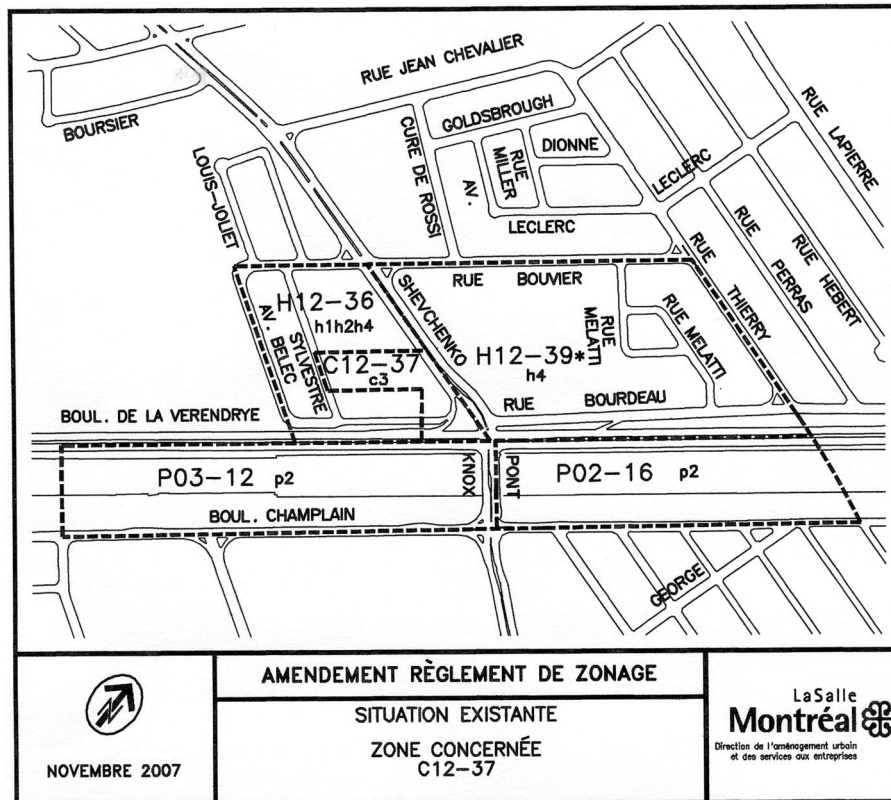 RUE JEAN CHEVALIER
BOURSIER
GOLDSBROUGH
RUE LAPIERRE
CURE DE ROSSI
RUE MILLER
DIONNE
LOUIS-JOLIET
AV.
LECLERC
LECLERC
RUE HEBERT
RUE PERRAS
RUE THIERRY
RUE BOUVIER
SHEVCHENKO
H12-36
h1h2h4
AV. BELEC
SYLVESTRE
RUE MELATTI
RUE MELATTI
C12-37
c3
H12-39*
h4
RUE BOURDEAU
BOUL. DE LA VERENDRYE
P03-12 p2
KNOX
PONT
P02-16 p2
BOUL. CHAMPLAIN
GEORGE
NOVEMBRE 2007
AMENDEMENT RÈGLEMENT DE ZONAGE
SITUATION EXISTANTE
ZONE CONCERNÉE
C12-37
LaSalle
Montréal
Direction de l'aménagement urbain
et des services aux entreprises